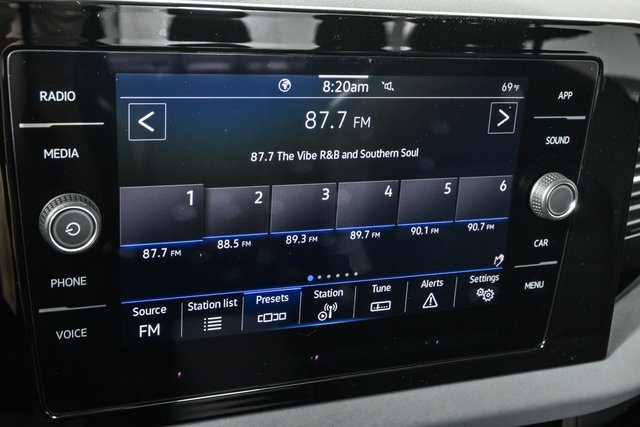 RADIO
MEDIA
PHONE
VOICE
8:20am
69°F
87.7 FM
87.7 The Vibe R&B and Southern Soul
1 2 3 4 5 6
87.7 FM 88.5 FM 89.3 FM 89.7 FM 90.1 FM 90.7 FM
Source Station list Presets Station Tune Alerts Settings
FM
APP
SOUND
CAR
MENU